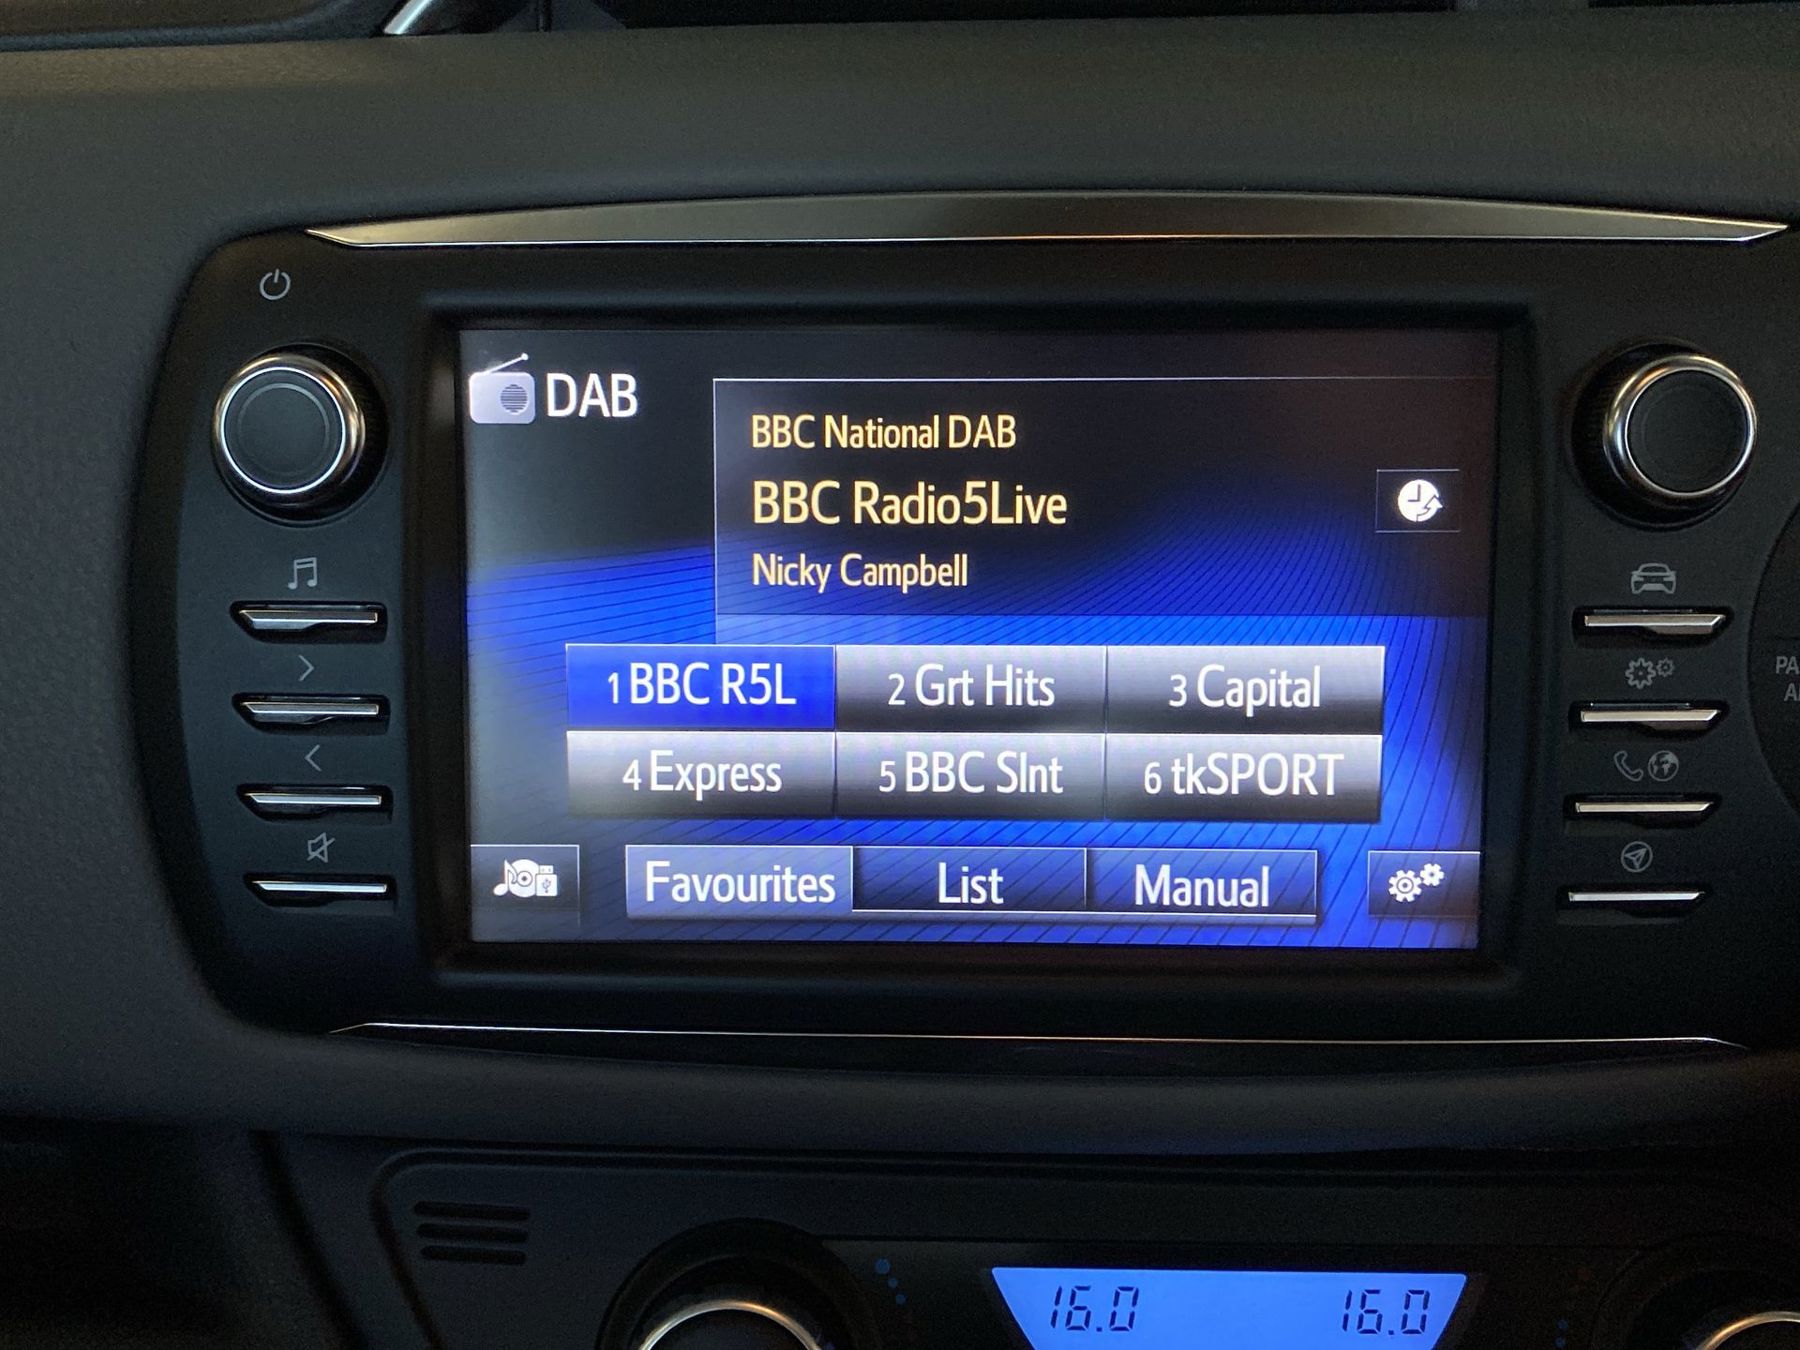 DAB
BBC National DAB
BBC Radio5Live
Nicky Campbell
1 BBC R5L 2 Grt Hits 3 Capital
4 Express 5 BBC Slnt 6 tkSPORT
Favourites List Manual
16.0 16.0